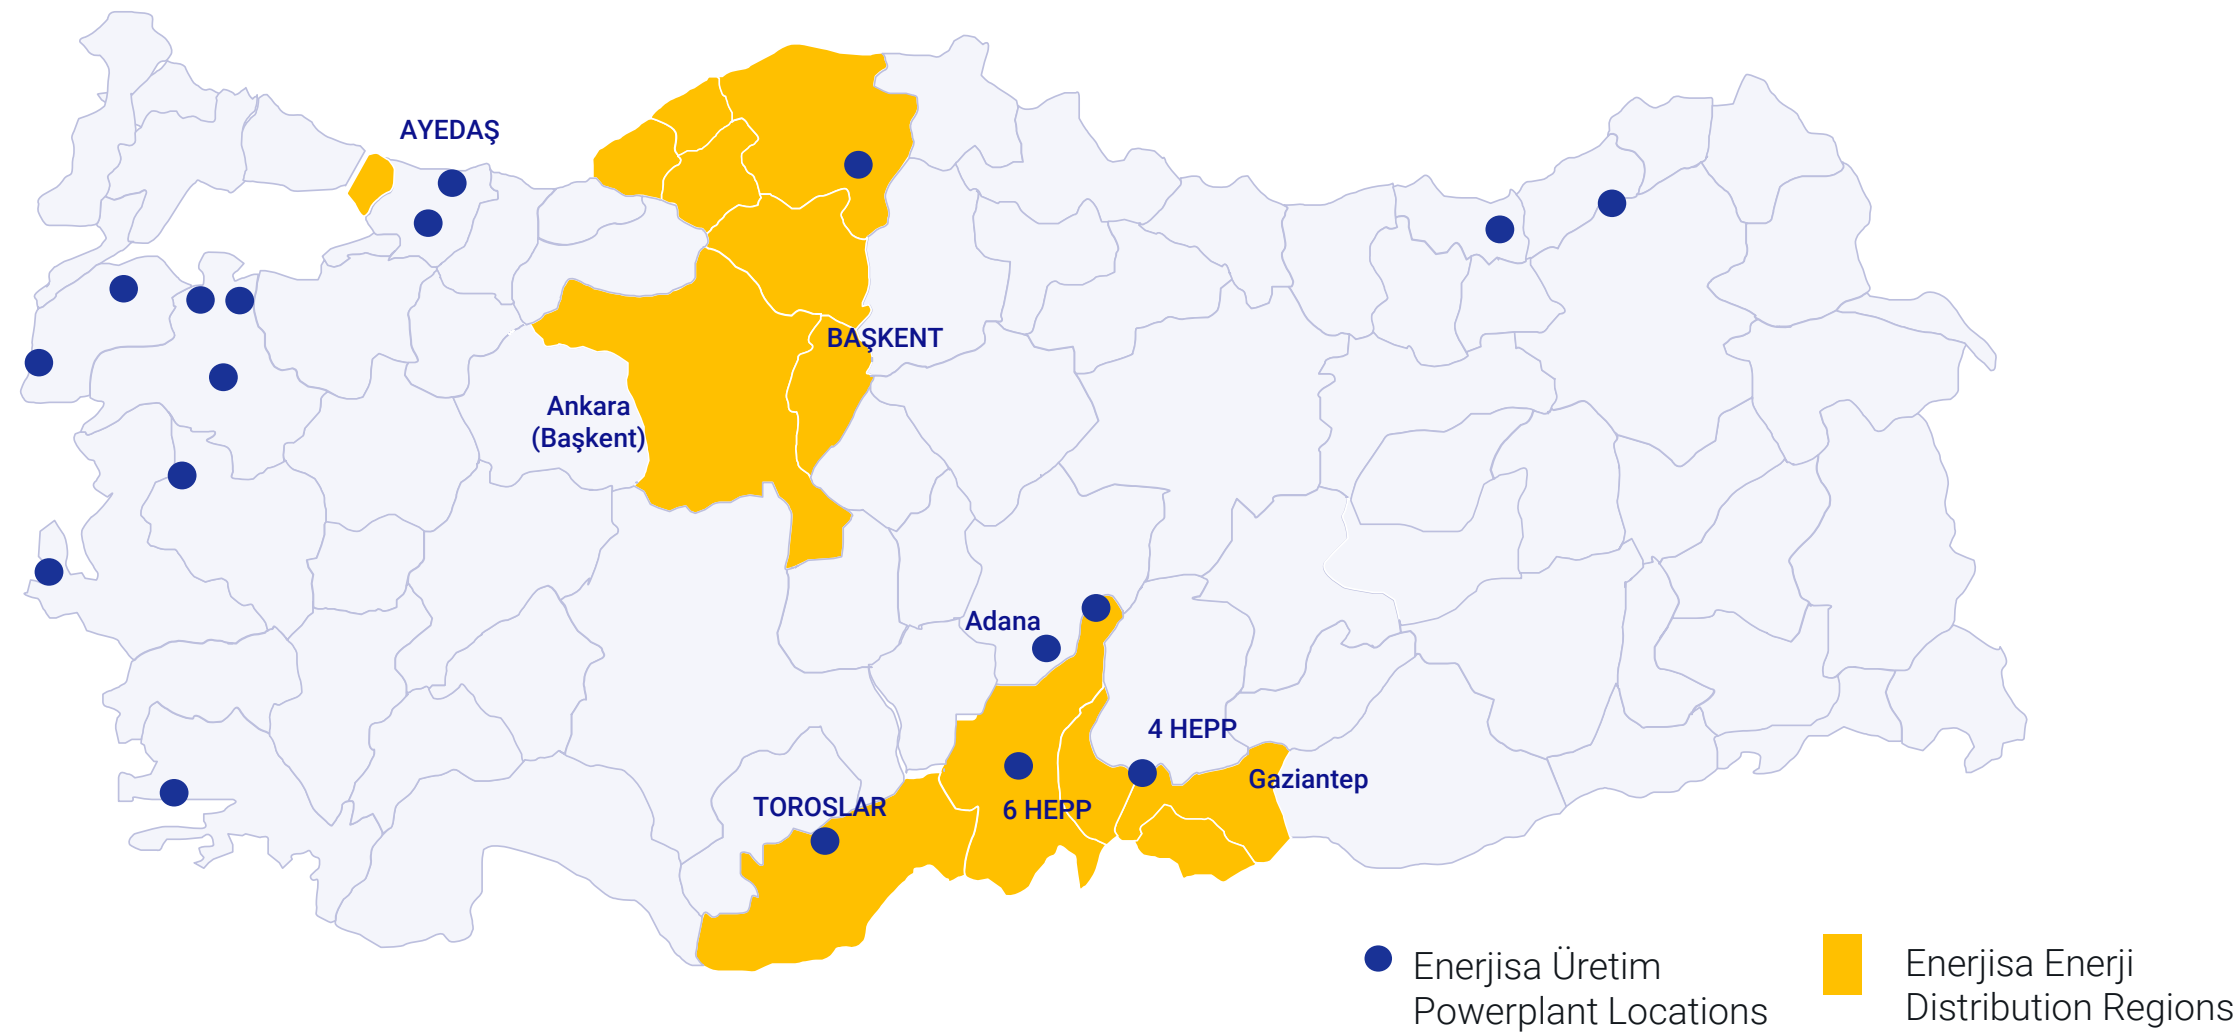 AYEDAŞ
BAŞKENT
Ankara
(Başkent)
Adana
4 HEPP
Gaziantep
TOROSLAR
6 HEPP
Enerjisa Üretim
Powerplant Locations
Enerjisa Enerji
Distribution Regions